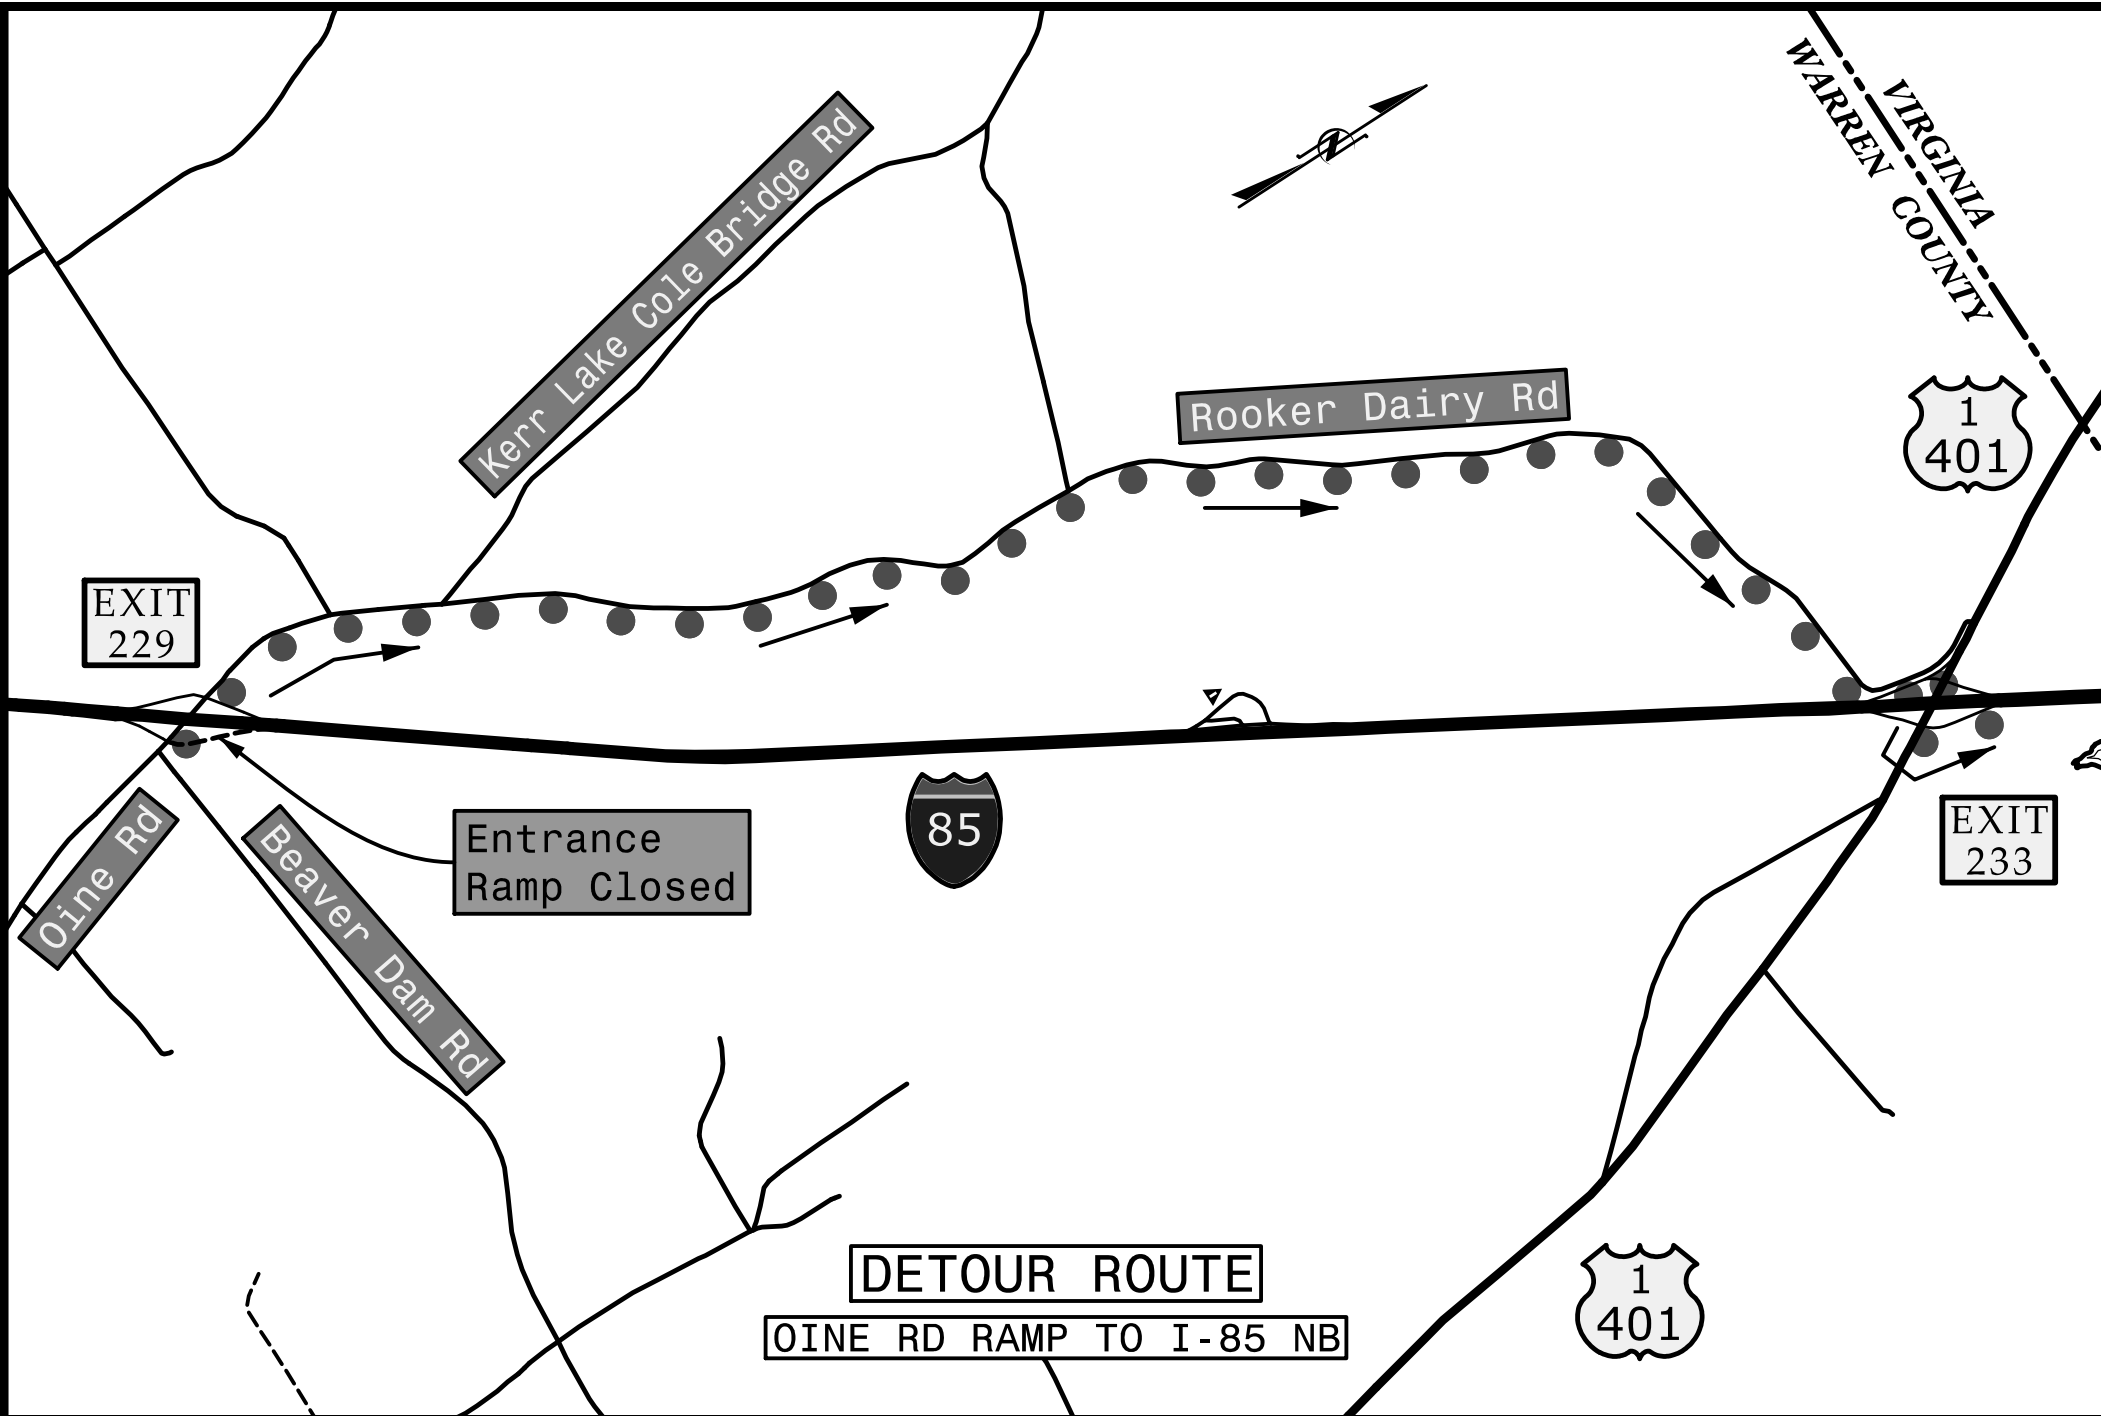 VIRGINIA
WARREN COUNTY
Kerr Lake Cole Bridge Rd
N
Rooker Dairy Rd
1
401
EXIT
229
Oine Rd
Beaver Dam Rd
Entrance
Ramp Closed
85
EXIT
233
DETOUR ROUTE
OINE RD RAMP TO I-85 NB
1
401